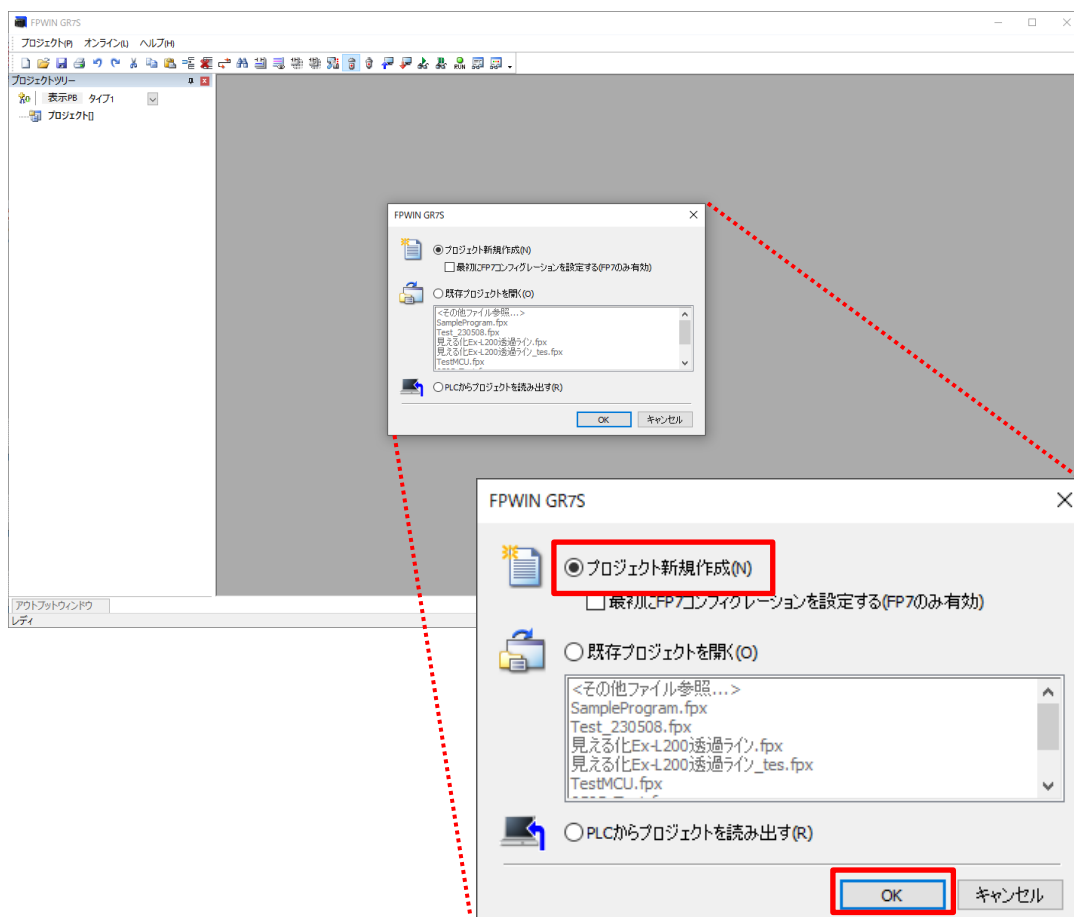 FPWIN GR7S
プロジェクト(P) オンライン(L) ヘルプ(H)
プロジェクトツリー
表示PB タイプ1
プロジェクト[]
FPWIN GR7S
プロジェクト新規作成(N)
最初にFP7コンフィグレーションを設定する(FP7のみ有効)
既存プロジェクトを開く(O)
<その他ファイル参照...>
SampleProgram.fpx
Test_230508.fpx
見える化Ex-L200透過ライン.fpx
見える化Ex-L200透過ライン_tes.fpx
TestMCU.fpx
PLCからプロジェクトを読み出す(R)
OK キャンセル
アウトプットウィンドウ
レディ
FPWIN GR7S
プロジェクト新規作成(N)
最初にFP7コンフィグレーションを設定する(FP7のみ有効)
既存プロジェクトを開く(O)
<その他ファイル参照...>
SampleProgram.fpx
Test_230508.fpx
見える化Ex-L200透過ライン.fpx
見える化Ex-L200透過ライン_tes.fpx
TestMCU.fpx
PLCからプロジェクトを読み出す(R)
OK キャンセル